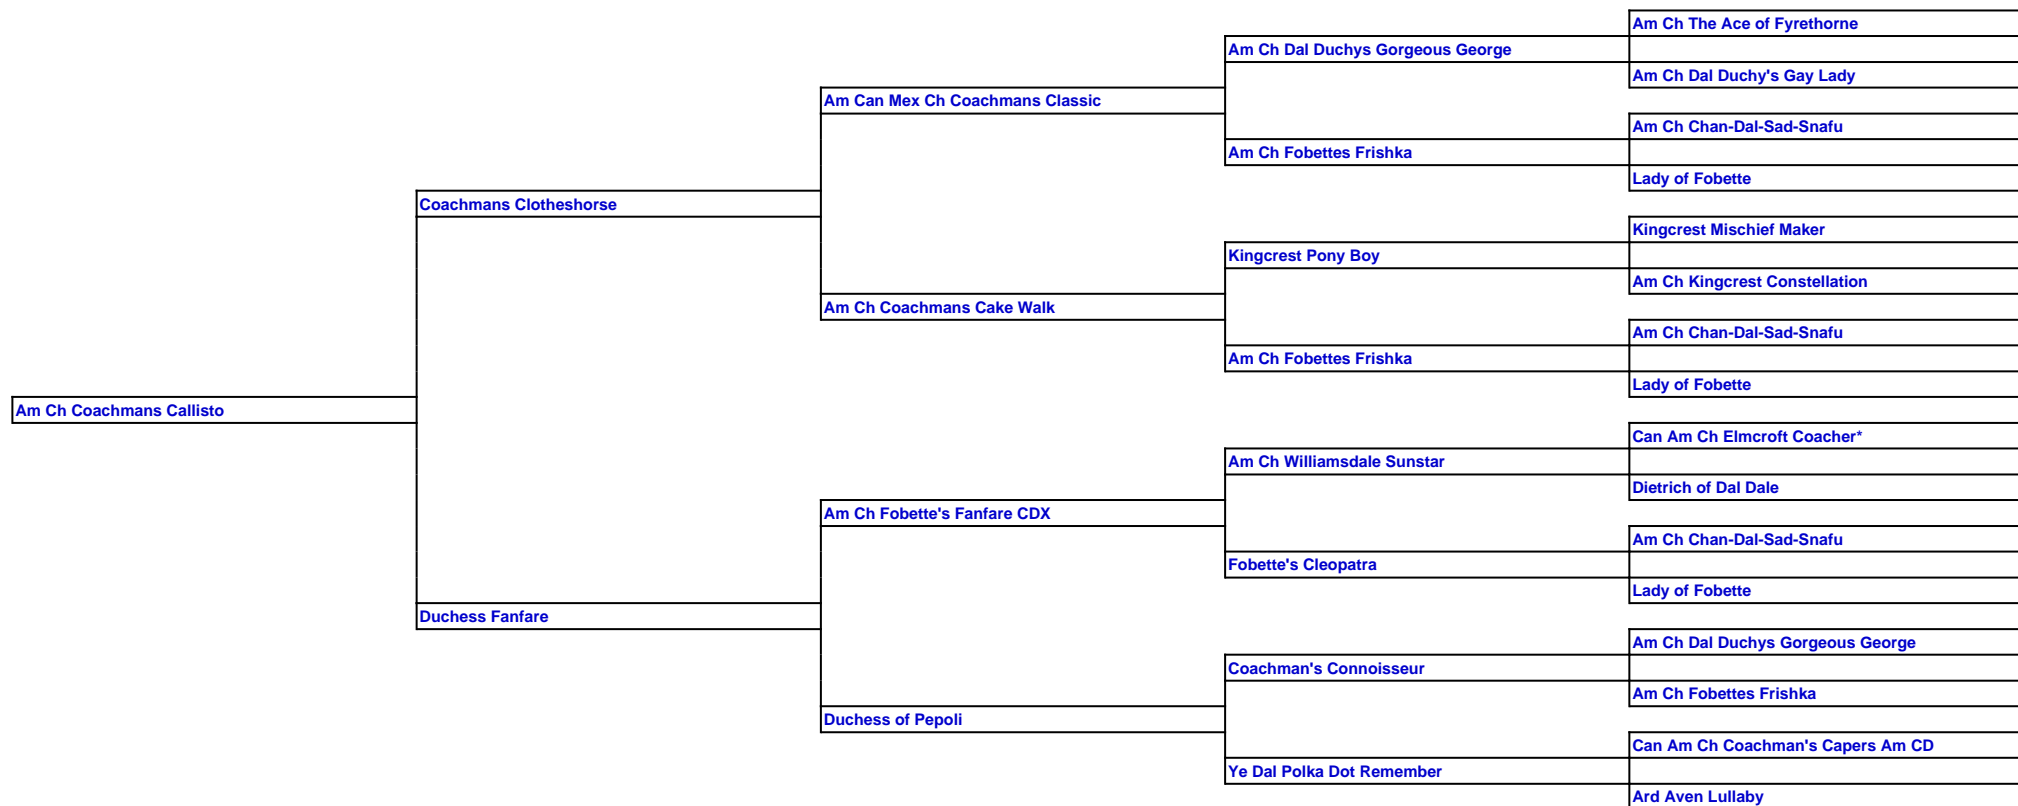 Am Ch The Ace of Fyrethorne
Am Ch Dal Duchys Gorgeous George
Am Ch Dal Duchy's Gay Lady
Am Can Mex Ch Coachmans Classic
Am Ch Chan-Dal-Sad-Snafu
Am Ch Fobettes Frishka
Lady of Fobette
Coachmans Clotheshorse
Kingcrest Mischief Maker
Kingcrest Pony Boy
Am Ch Kingcrest Constellation
Am Ch Coachmans Cake Walk
Am Ch Chan-Dal-Sad-Snafu
Am Ch Fobettes Frishka
Lady of Fobette
Am Ch Coachmans Callisto
Can Am Ch Elmcroft Coacher*
Am Ch Williamsdale Sunstar
Dietrich of Dal Dale
Am Ch Fobette's Fanfare CDX
Am Ch Chan-Dal-Sad-Snafu
Fobette's Cleopatra
Lady of Fobette
Duchess Fanfare
Am Ch Dal Duchys Gorgeous George
Coachman's Connoisseur
Am Ch Fobettes Frishka
Duchess of Pepoli
Can Am Ch Coachman's Capers Am CD
Ye Dal Polka Dot Remember
Ard Aven Lullaby